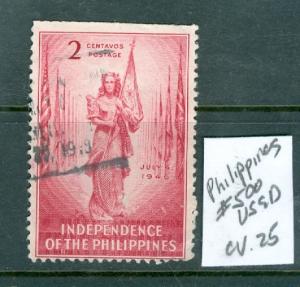 2 CENTAVOS
POSTAGE
JULY 4
1946
INDEPENDENCE
OF THE PHILIPPINES
Philippines
#500
USED
CV.25